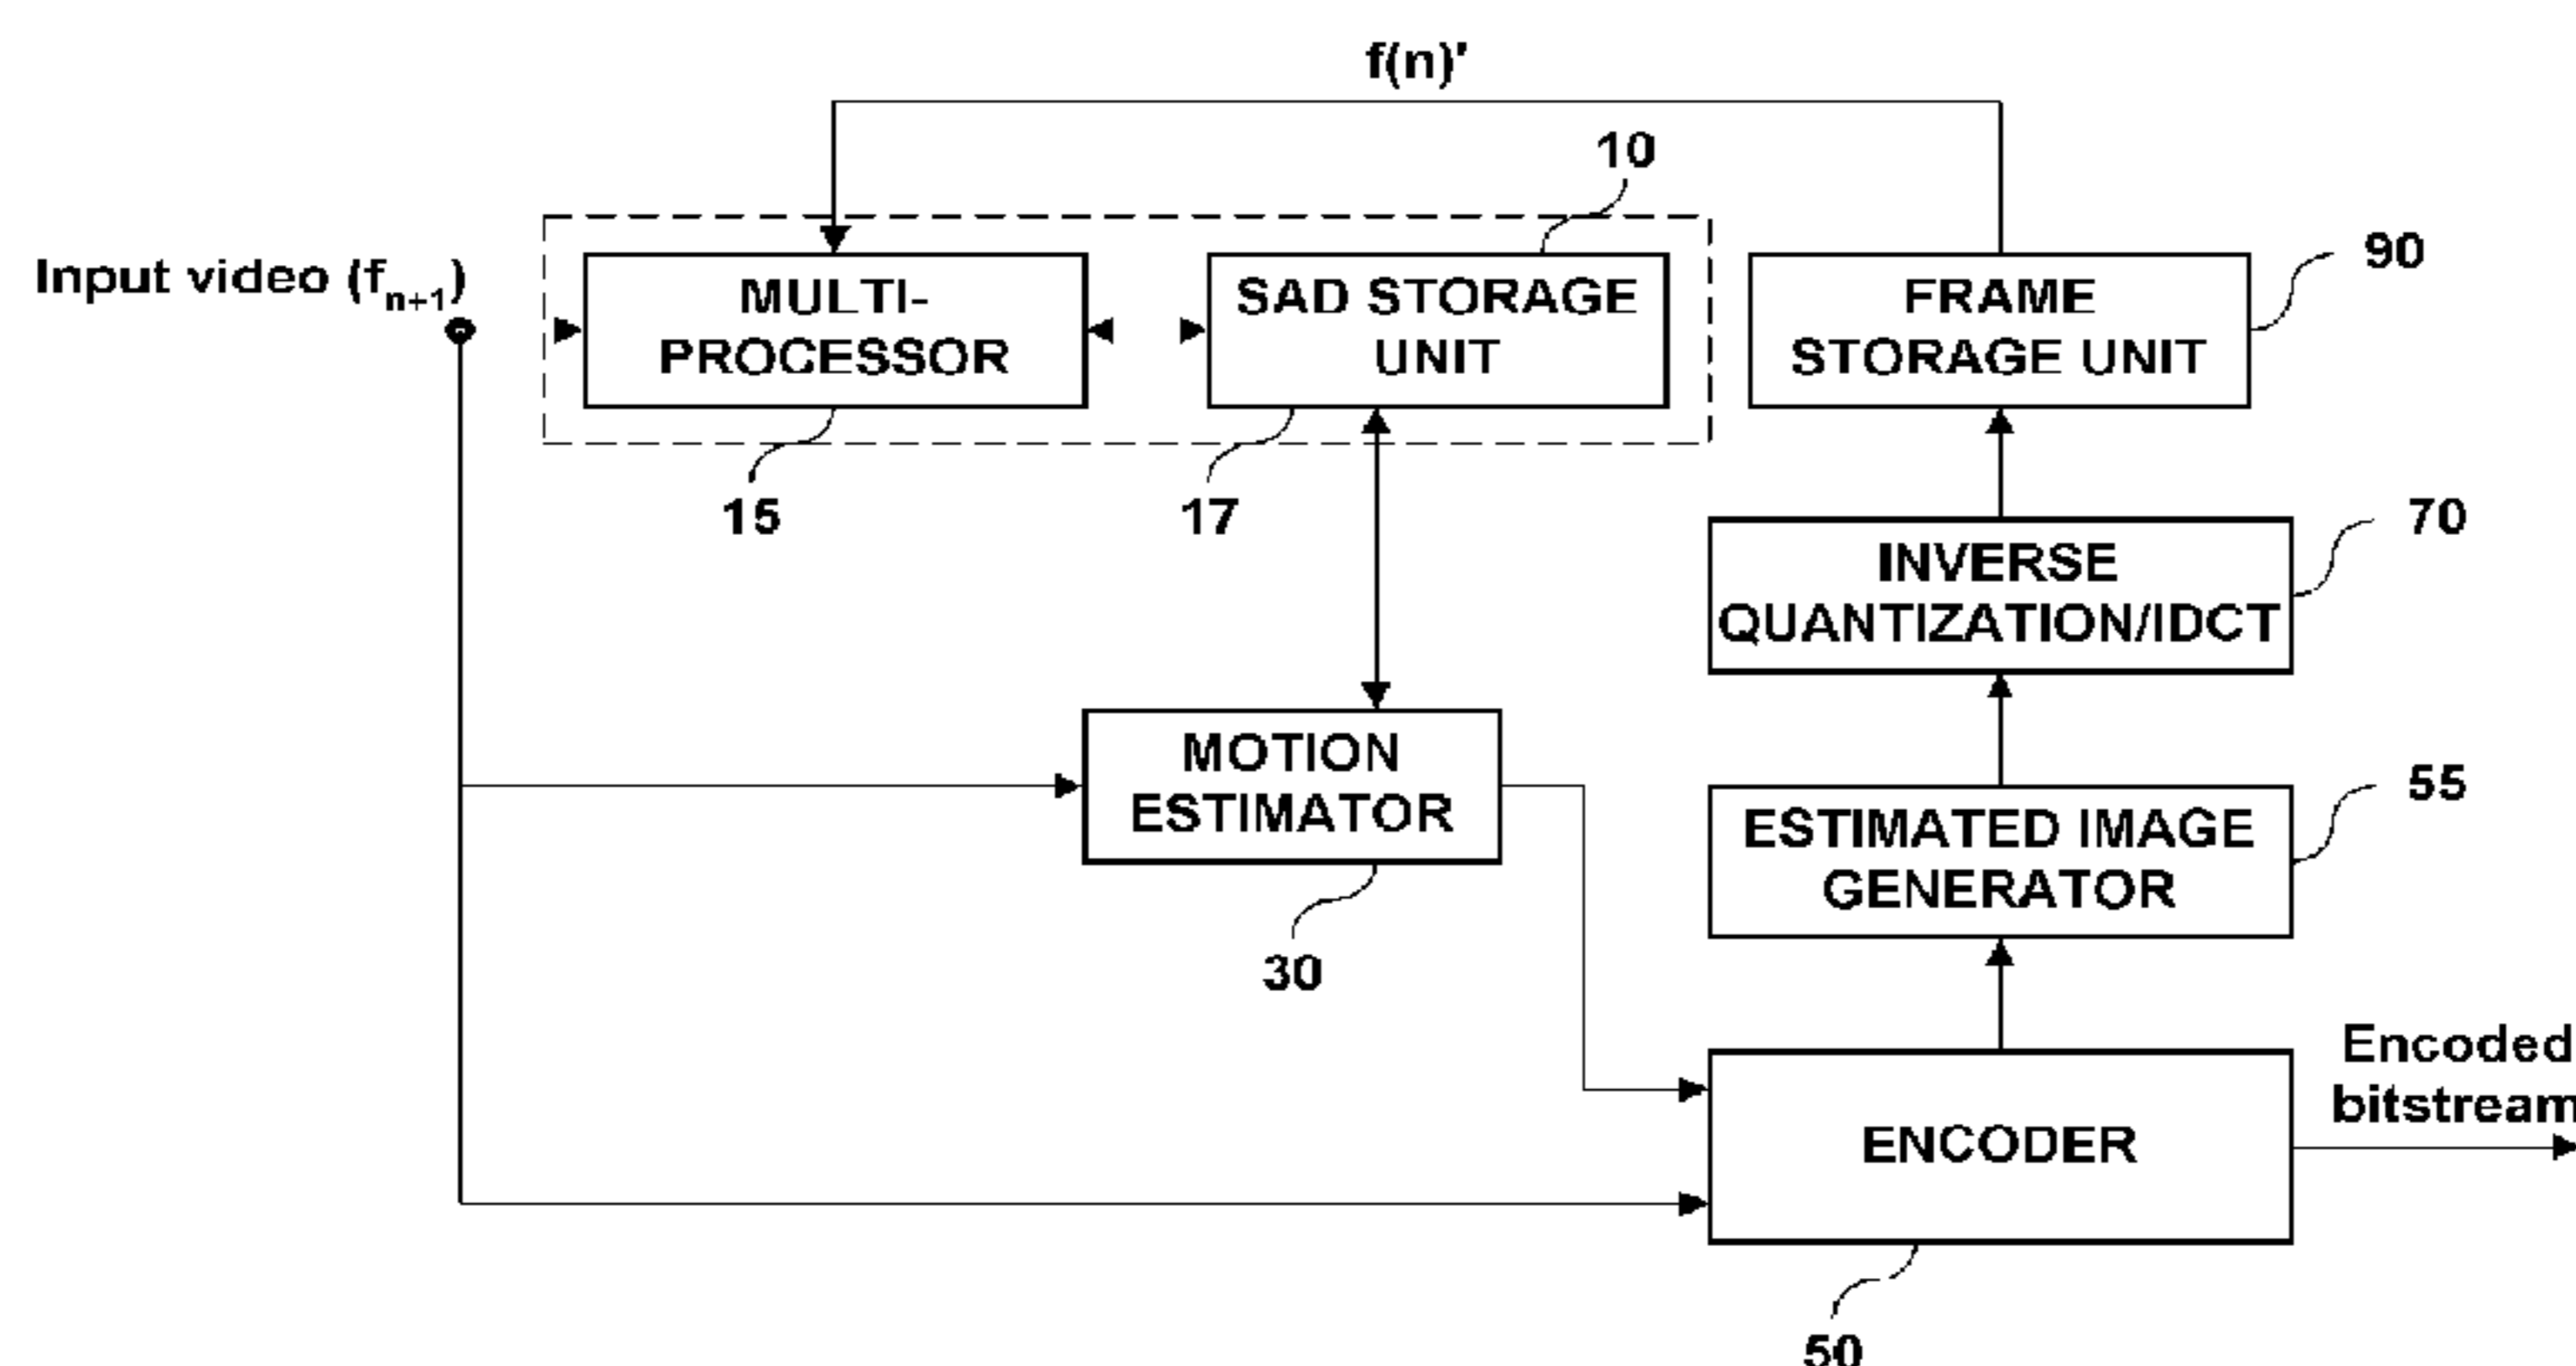 f(n)'
10
Input video (fn+1)
MULTI-
PROCESSOR
SAD STORAGE
UNIT
FRAME
STORAGE UNIT
90
15
17
INVERSE
QUANTIZATION/IDCT
70
MOTION
ESTIMATOR
30
ESTIMATED IMAGE
GENERATOR
55
ENCODER
Encoded
bitstream
50